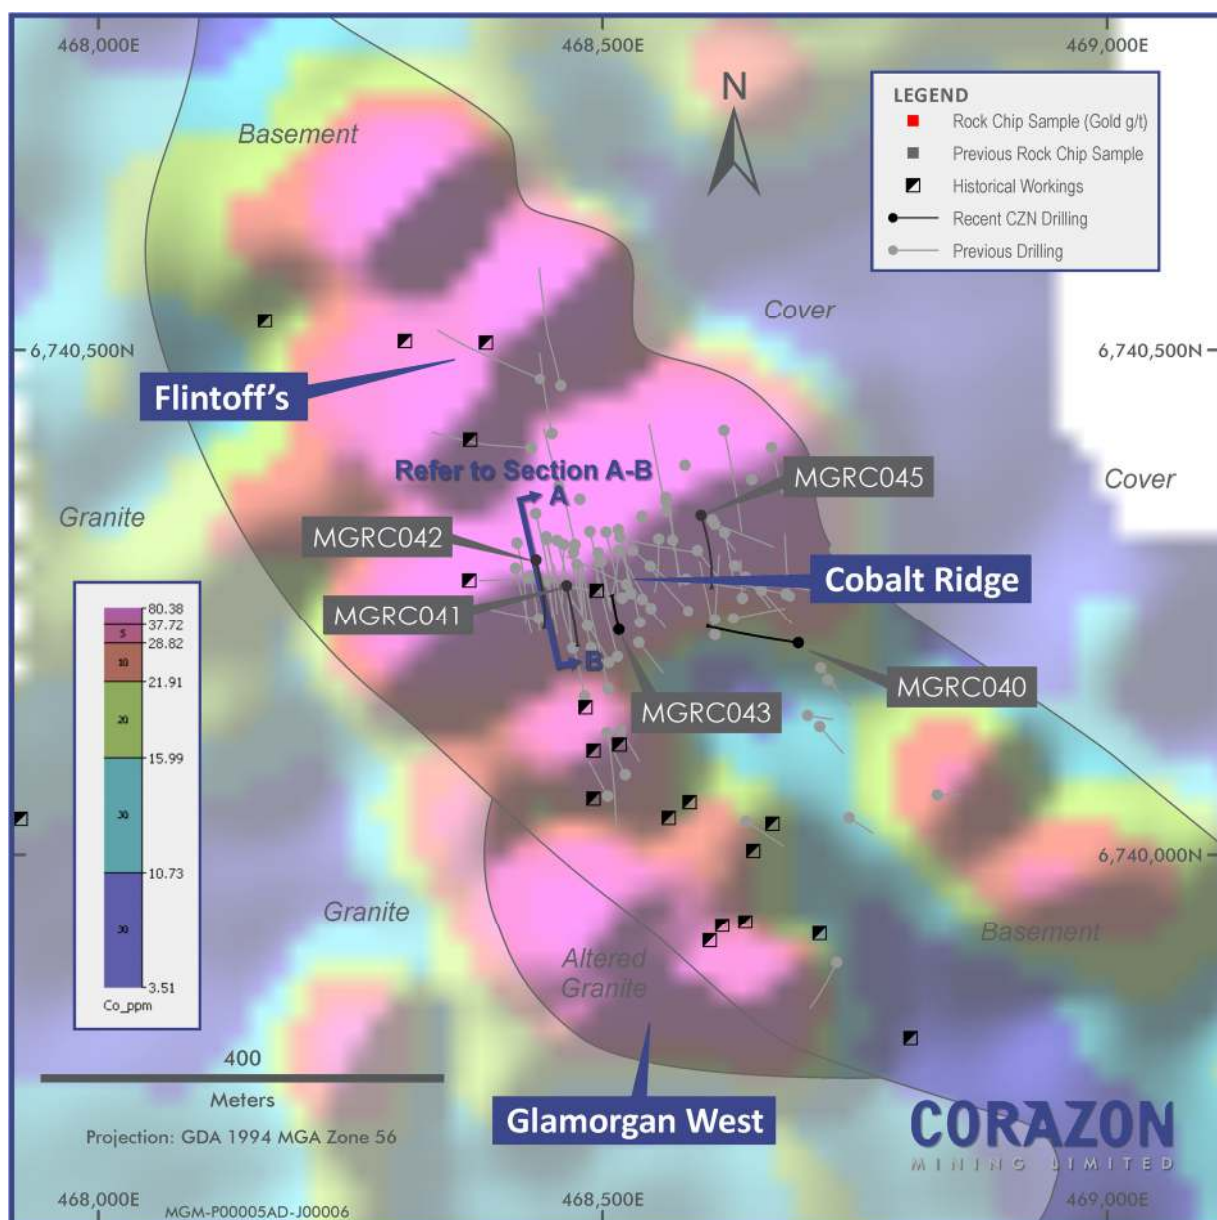 468,000E
468,500E
469,000E
N
LEGEND
Rock Chip Sample (Gold g/t)
Previous Rock Chip Sample
Historical Workings
Recent CZN Drilling
Previous Drilling
Basement
Cover
6,740,500N
6,740,500N
Flintoff's
Refer to Section A-B
A
MGRC045
Cover
Granite
MGRC042
Cobalt Ridge
MGRC041
B
MGRC040
MGRC043
80.38
37.72
5
28.82
10
21.91
20
15.99
30
10.73
30
3.51
Co_ppm
6,740,000N
Granite
Basement
Altered
Granite
400
Meters
Projection: GDA 1994 MGA Zone 56
Glamorgan West
CORAZON
MINING LIMITED
468,000E
468,500E
469,000E
MGM-P00005AD-J00006